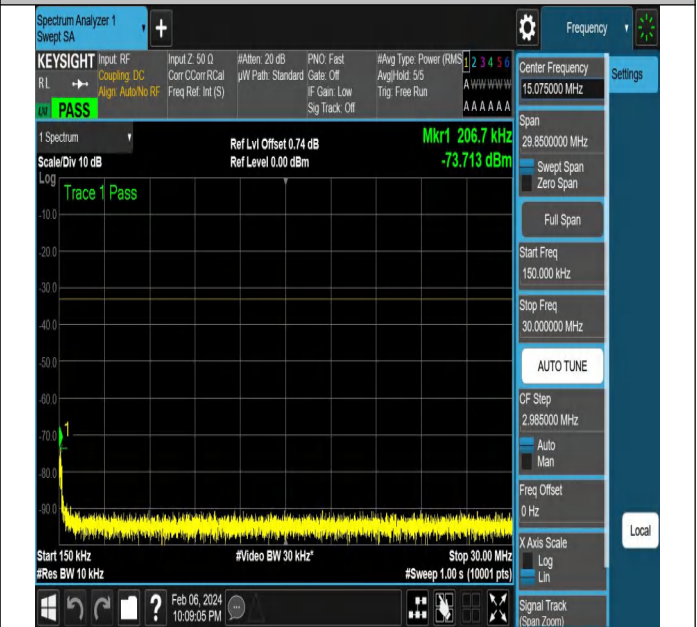 Spectrum Analyzer 1
Swept SA
+
Frequency
KEYSIGHT
RL
PASS
Input: RF
Coupling: DC
Align: Auto/No RF
Input Z: 50 Ω
Corr CCorr RCal
Freq Ref: Int (S)
#Atten: 20 dB
µW Path: Standard
PNO: Fast
Gate: Off
IF Gain: Low
Sig Track: Off
#Avg Type: Power (RMS
Avg|Hold: 5/5
Trig: Free Run
1 2 3 4 5 6
A W W W W W
A A A A A A
1 Spectrum
Scale/Div 10 dB
Ref Lvl Offset 0.74 dB
Ref Level 0.00 dBm
Mkr1 206.7 kHz
-73.713 dBm
Log
Trace 1 Pass
-10.0
-20.0
-30.0
-40.0
-50.0
-60.0
-70.0
-80.0
-90.0
1
Start 150 kHz
#Video BW 30 kHz*
Stop 30.00 MHz
#Res BW 10 kHz
#Sweep 1.00 s (10001 pts)
Feb 06, 2024
10:09:05 PM
?
Center Frequency
15.075000 MHz
Settings
Span
29.8500000 MHz
Swept Span
Zero Span
Full Span
Start Freq
150.000 kHz
Stop Freq
30.000000 MHz
AUTO TUNE
CF Step
2.985000 MHz
Auto
Man
Freq Offset
0 Hz
Local
X Axis Scale
Log
Lin
Signal Track
(Span Zoom)